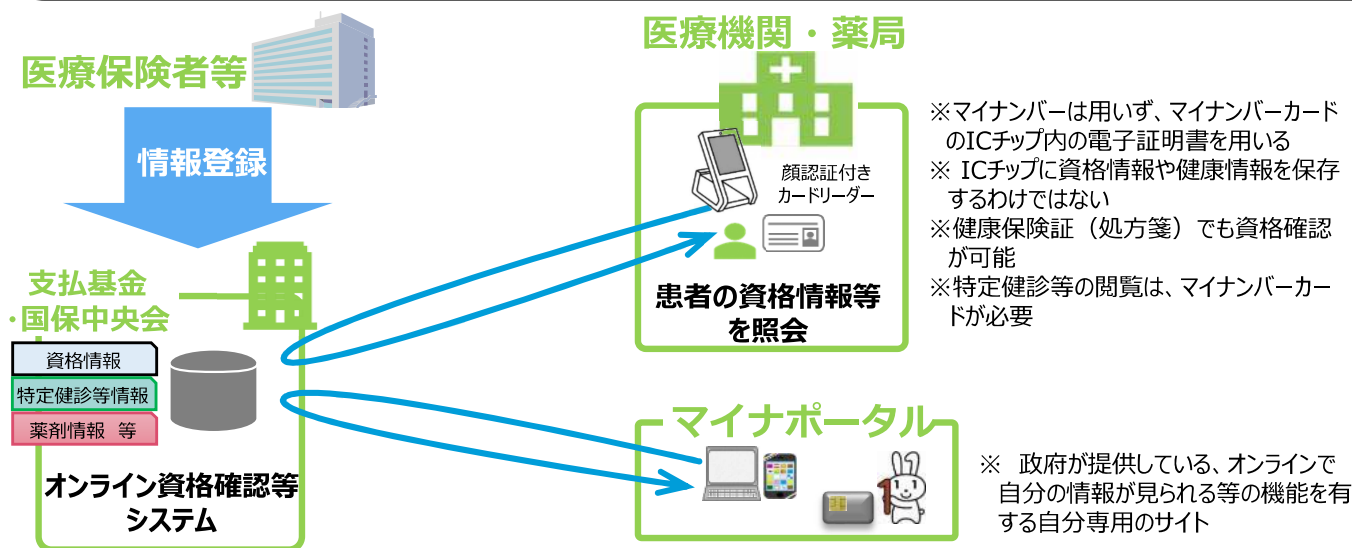 医療保険者等
情報登録
支払基金
・国保中央会
資格情報
特定健診等情報
薬剤情報 等
オンライン資格確認等
システム
医療機関・薬局
顔認証付き
カードリーダー
患者の資格情報等
を照会
※マイナンバーは用いず、マイナンバーカード
のICチップ内の電子証明書を用いる
※ ICチップに資格情報や健康情報を保存
するわけではない
※健康保険証（処方箋）でも資格確認
が可能
※特定健診等の閲覧は、マイナンバーカー
ドが必要
マイナポータル
※ 政府が提供している、オンラインで
自分の情報が見られる等の機能を有
する自分専用のサイト